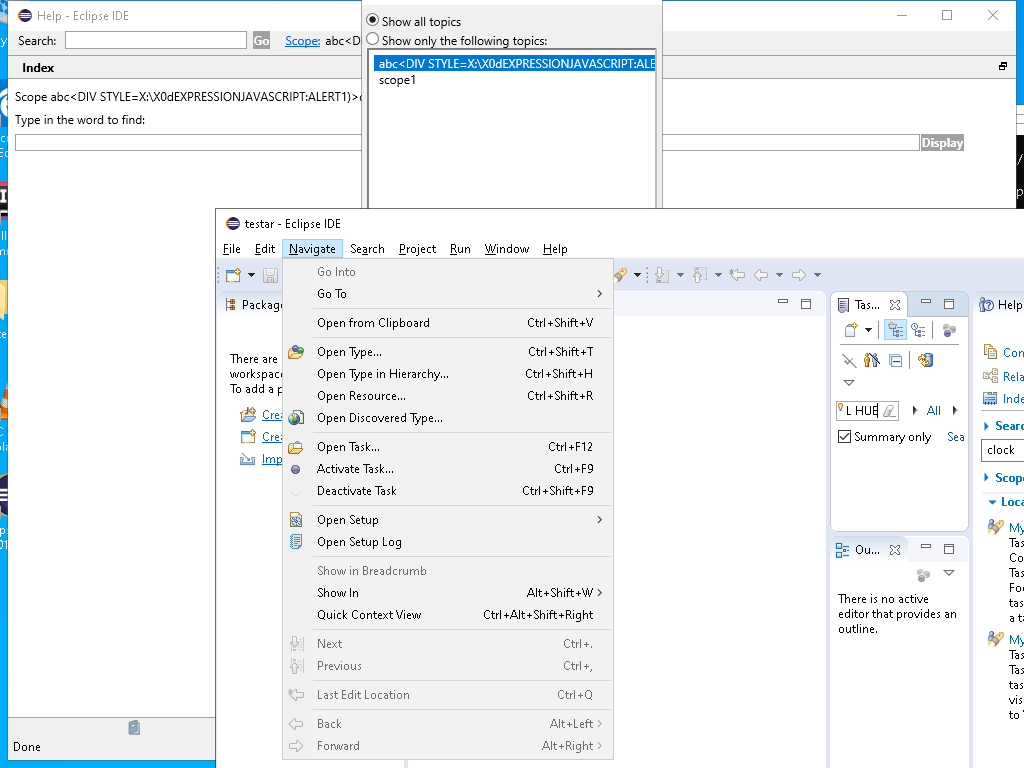 Help - Eclipse IDE
Search:
Go
Scope:
abc<D
Index
Scope abc<DIV STYLE=X:\X0dEXPRESSIONJAVASCRIPT:ALERT1)>
Type in the word to find:
Display
Show all topics
Show only the following topics:
abc<DIV STYLE=X:\X0dEXPRESSIONJAVASCRIPT:ALE
scope1
testar - Eclipse IDE
File Edit Navigate Search Project Run Window Help
Go Into
Go To
Open from Clipboard Ctrl+Shift+V
Open Type... Ctrl+Shift+T
Open Type in Hierarchy... Ctrl+Shift+H
Open Resource... Ctrl+Shift+R
Open Discovered Type...
Open Task... Ctrl+F12
Activate Task... Ctrl+F9
Deactivate Task Ctrl+Shift+F9
Open Setup
Open Setup Log
Show in Breadcrumb
Show In Alt+Shift+W
Quick Context View Ctrl+Alt+Shift+Right
Next Ctrl+.
Previous Ctrl+,
Last Edit Location Ctrl+Q
Back Alt+Left
Forward Alt+Right
Packag
There are
workspac
To add a p
Crea
Crea
Imp
Tas...
L HUE
All
Summary only
Sea
Ou...
There is no active
editor that provides an
outline.
Help
Con
Rela
Inde
Searc
clock
Scop
Loca
My
Tas
Co
Tas
Foc
tas
a ta
My
Tas
Tas
tas
vis
to '
Done